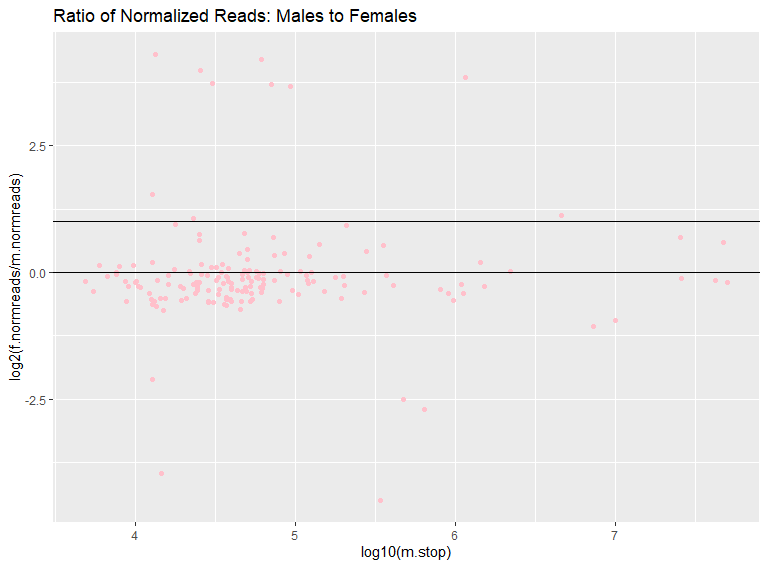 Ratio of Normalized Reads: Males to Females
log2(f.normreads/m.normreads)
2.5
0.0
-2.5
4
5
6
7
log10(m.stop)